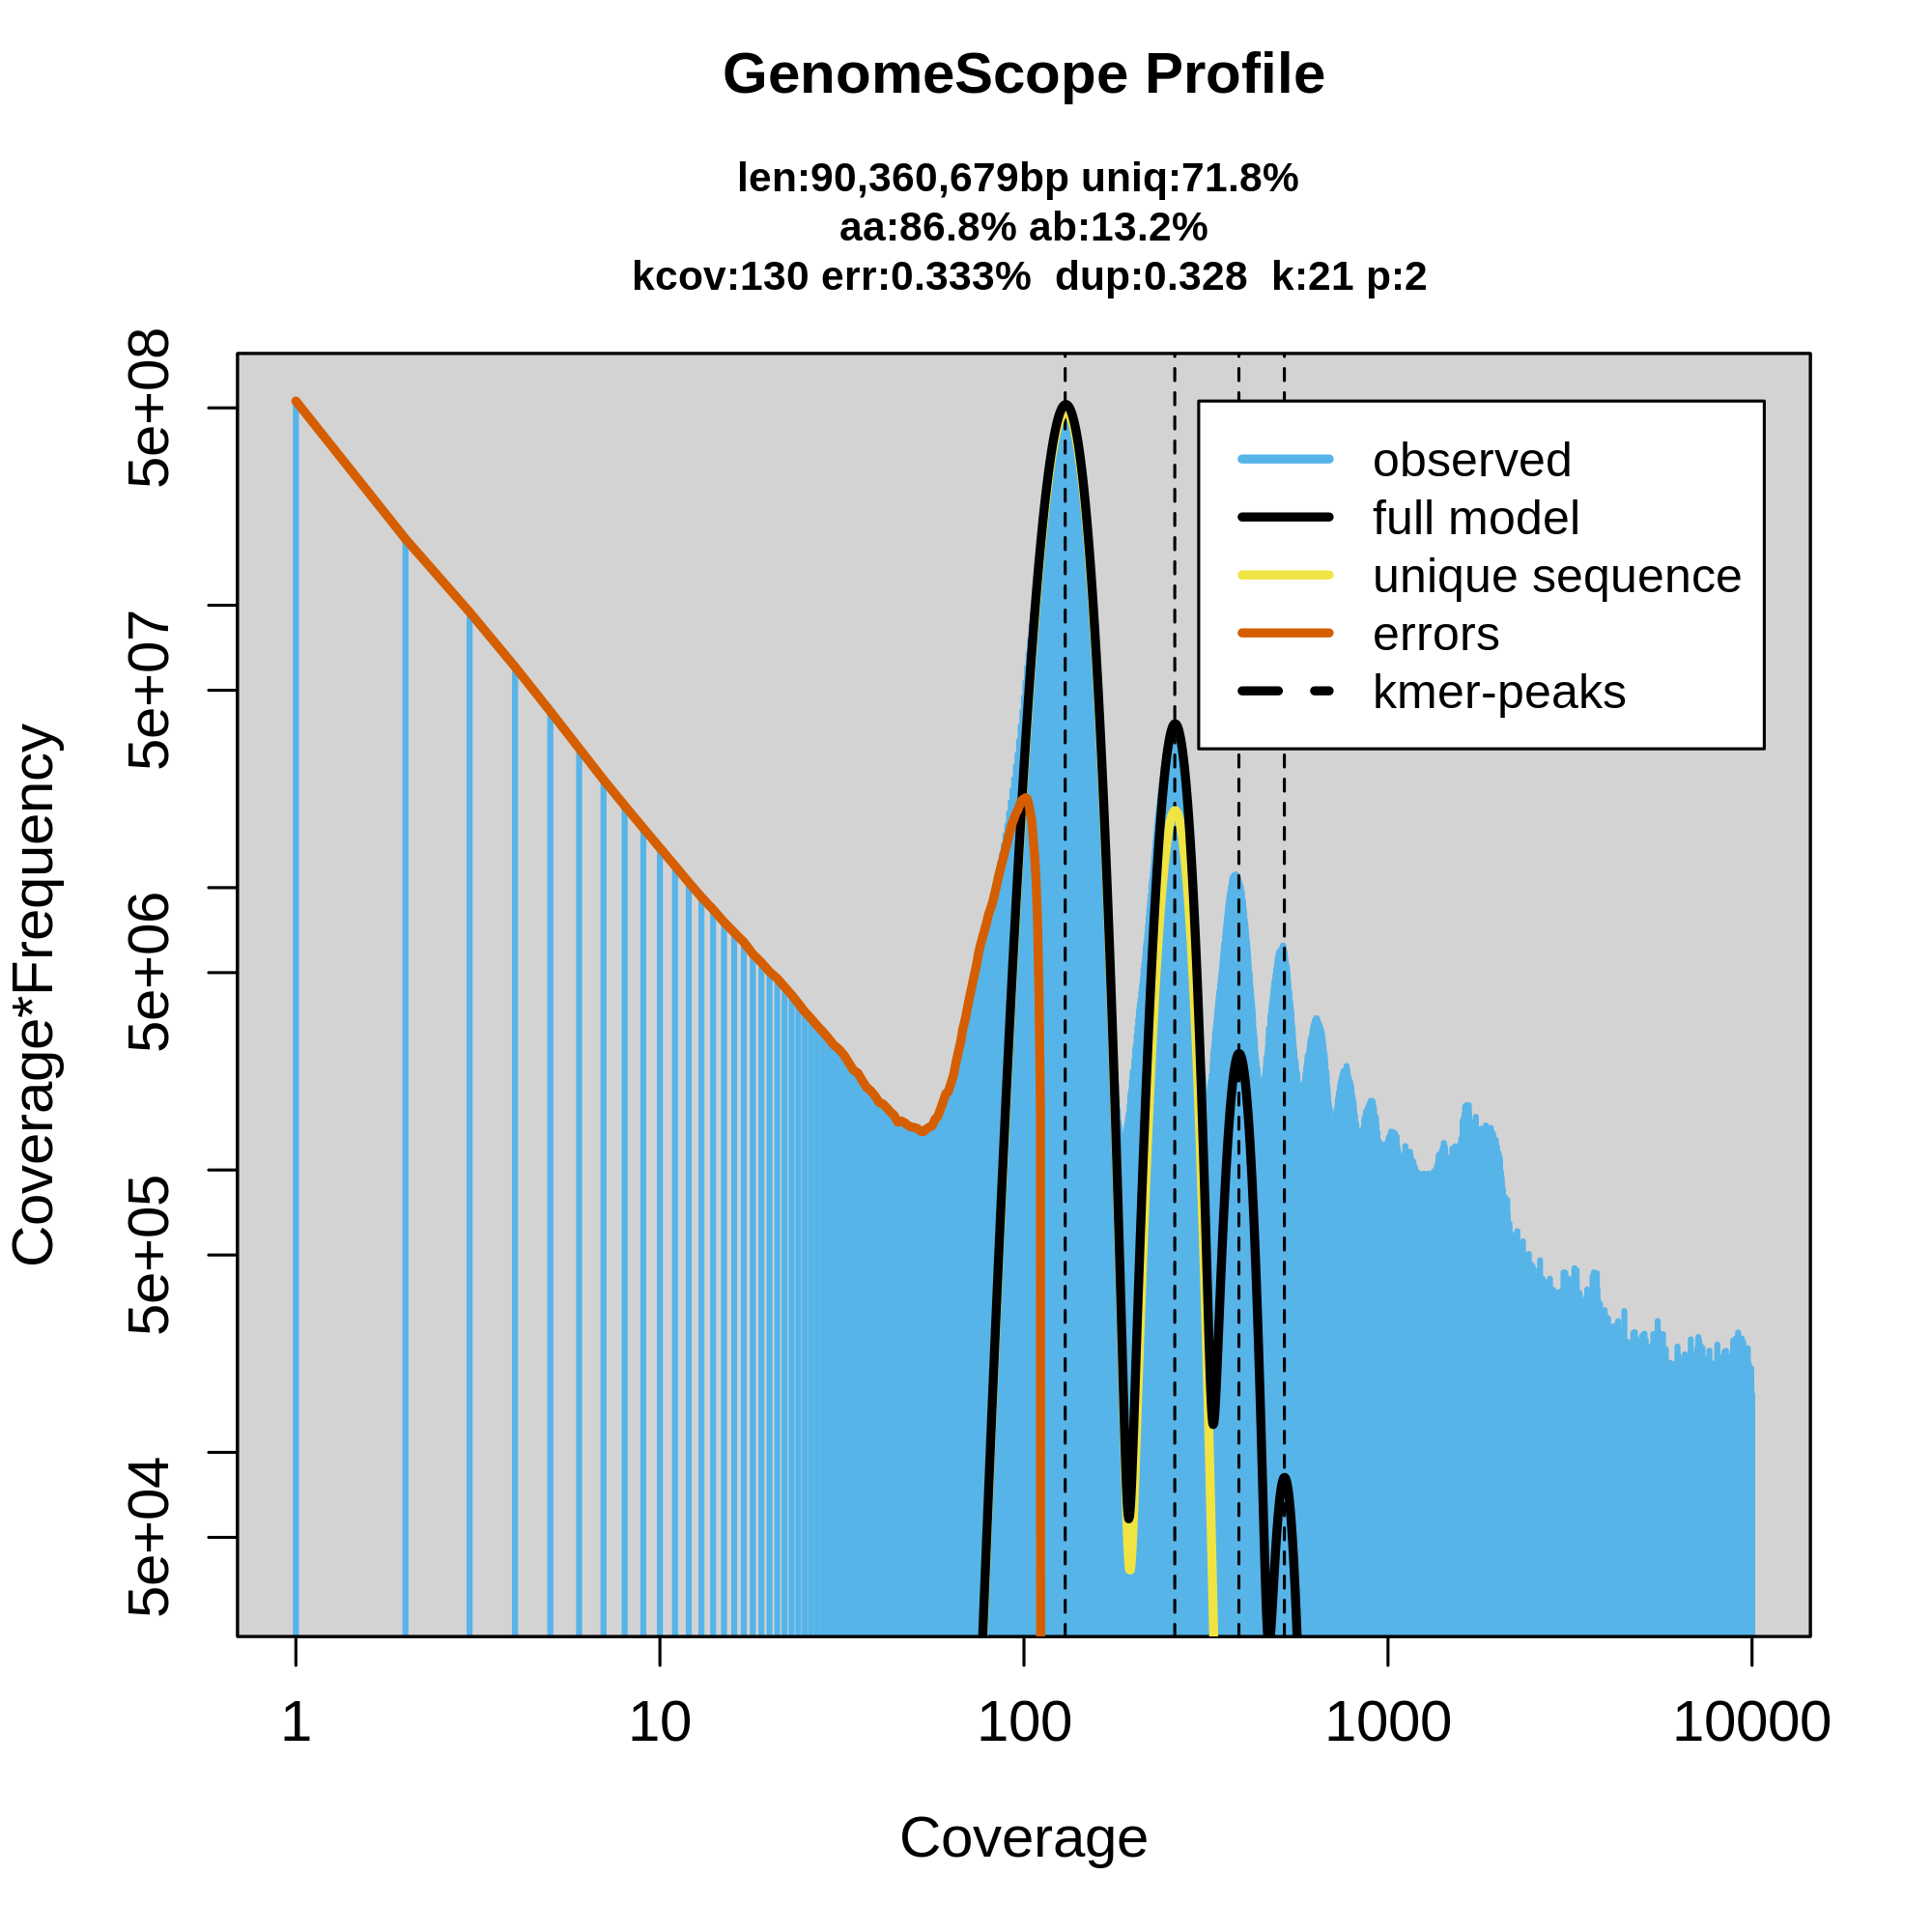 GenomeScope Profile
len:90,360,679bp uniq:71.8%
aa:86.8% ab:13.2%
kcov:130 err:0.333% dup:0.328 k:21 p:2
observed
full model
unique sequence
errors
kmer-peaks
Coverage*Frequency
5e+08
5e+07
5e+06
5e+05
5e+04
1 10 100 1000 10000
Coverage